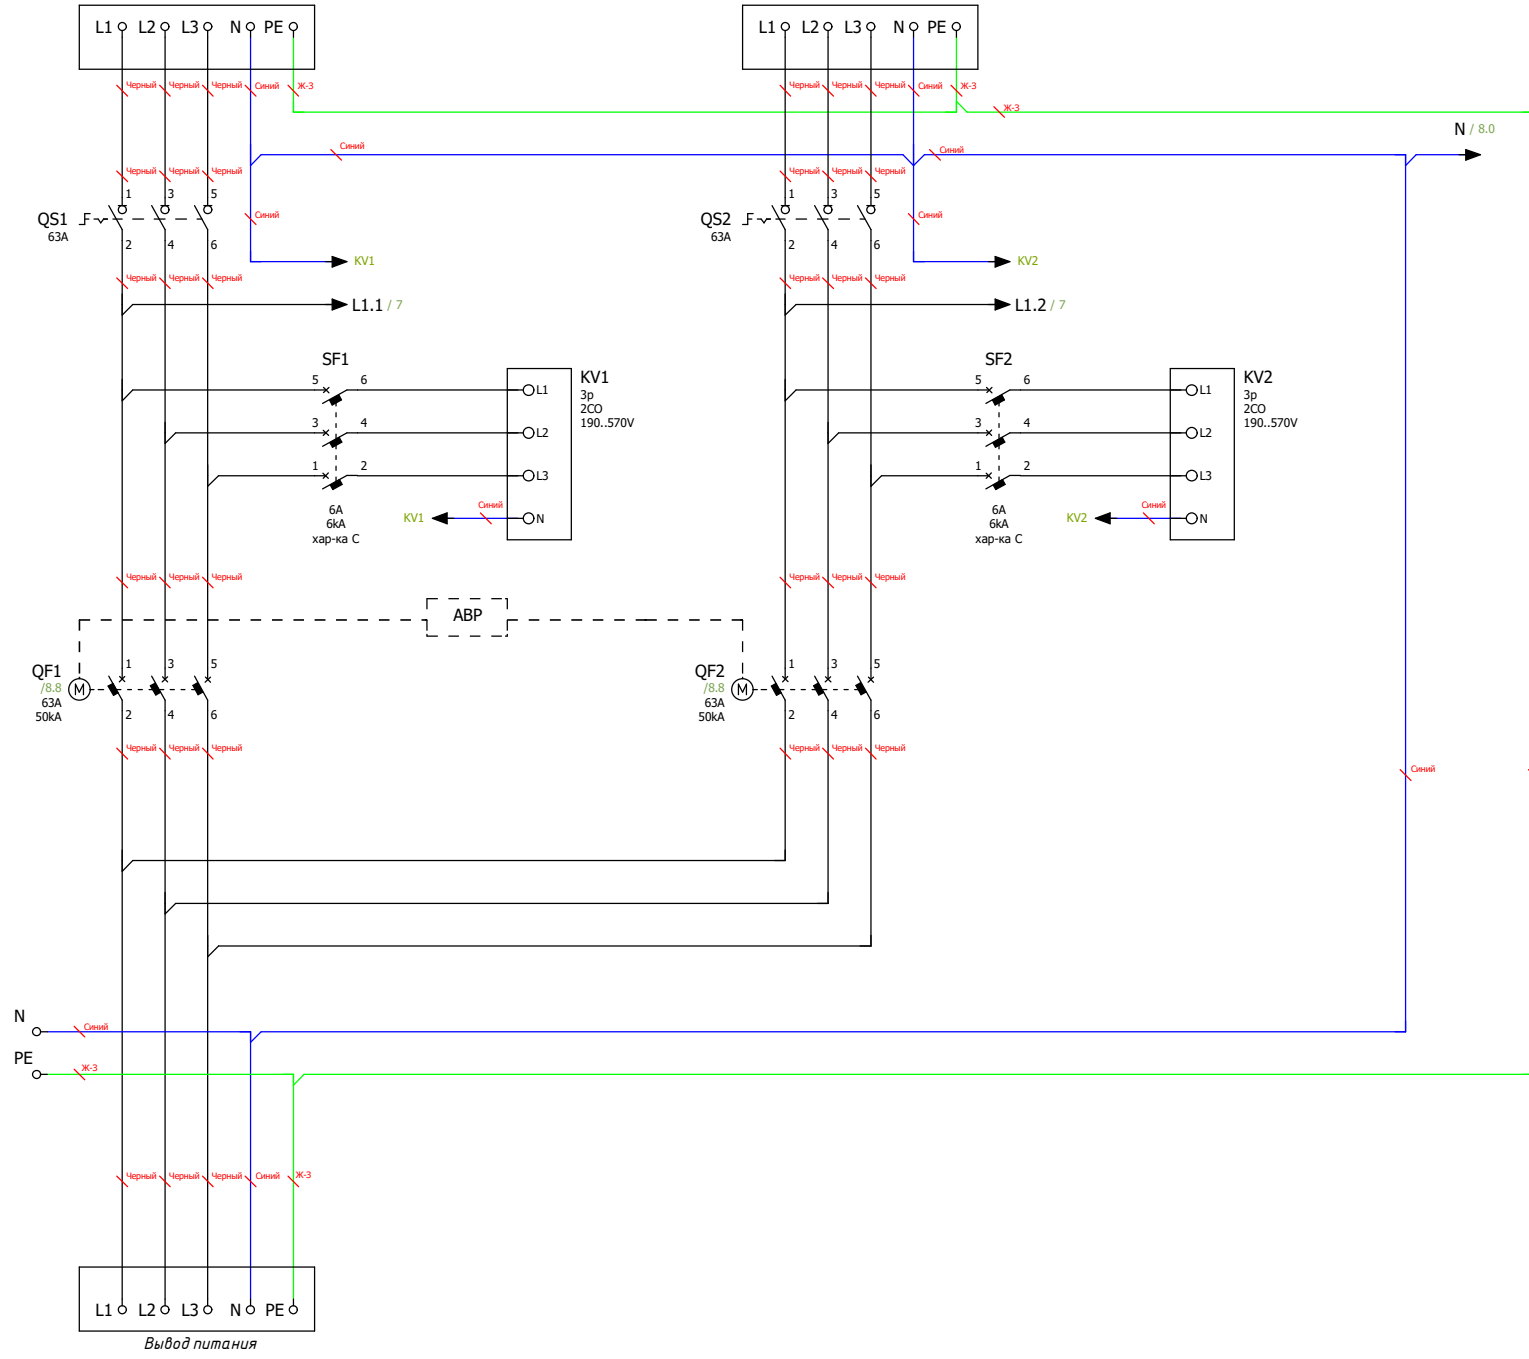 L1 L2 L3 N PE L1 L2 L3 N PE
Черный Черный Черный Синий Ж-З Черный Черный Черный Синий Ж-З
Ж-З
N / 8.0
Синий Синий
Черный Черный Черный Черный Черный Черный
1 3 5 1 3 5
QS1 Синий QS2 Синий
63A 63A
2 4 6 2 4 6
KV1 KV2
Черный Черный Черный Черный Черный Черный
L1.1 / 7 L1.2 / 7
SF1 SF2
5 6 KV1 5 6 KV2
L1 3p L1 3p
2CO 2CO
190..570V 190..570V
3 4 L2 3 4 L2
1 2 L3 1 2 L3
6A 6A
KV1 Синий N KV2 Синий N
6kA 6kA
хар-ка C хар-ка C
Черный Черный Черный Черный Черный Черный
АВР
1 3 5 1 3 5
QF1 QF2
/8.8 M /8.8 M
63A 63A
50kA 50kA
2 4 6 2 4 6
Черный Черный Черный Черный Черный Черный
Синий
N
Синий
PE
Ж-З
Черный Черный Черный Синий Ж-З
L1 L2 L3 N PE
Вывод питания